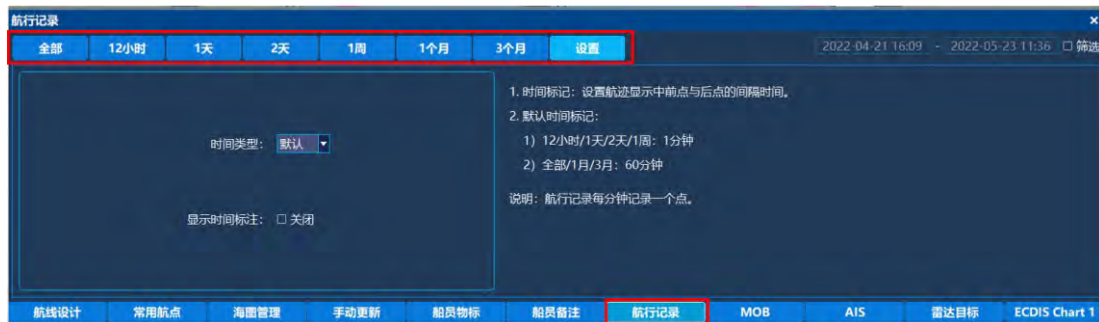 航行记录 ×
全部 12小时 1天 2天 1周 1个月 3个月 设置 2022-04-21 16:09 - 2022-05-23 11:36 筛选
1. 时间标记：设置航迹显示中前点与后点的间隔时间。
2. 默认时间标记：
1）12小时/1天/2天/1周：1分钟
时间类型： 默认
2）全部/1月/3月：60分钟
说明：航行记录每分钟记录一个点。
显示时间标注： 关闭
航线设计 常用航点 海图管理 手动更新 船员物标 船员备注 航行记录 MOB AIS 雷达目标 ECDIS Chart 1